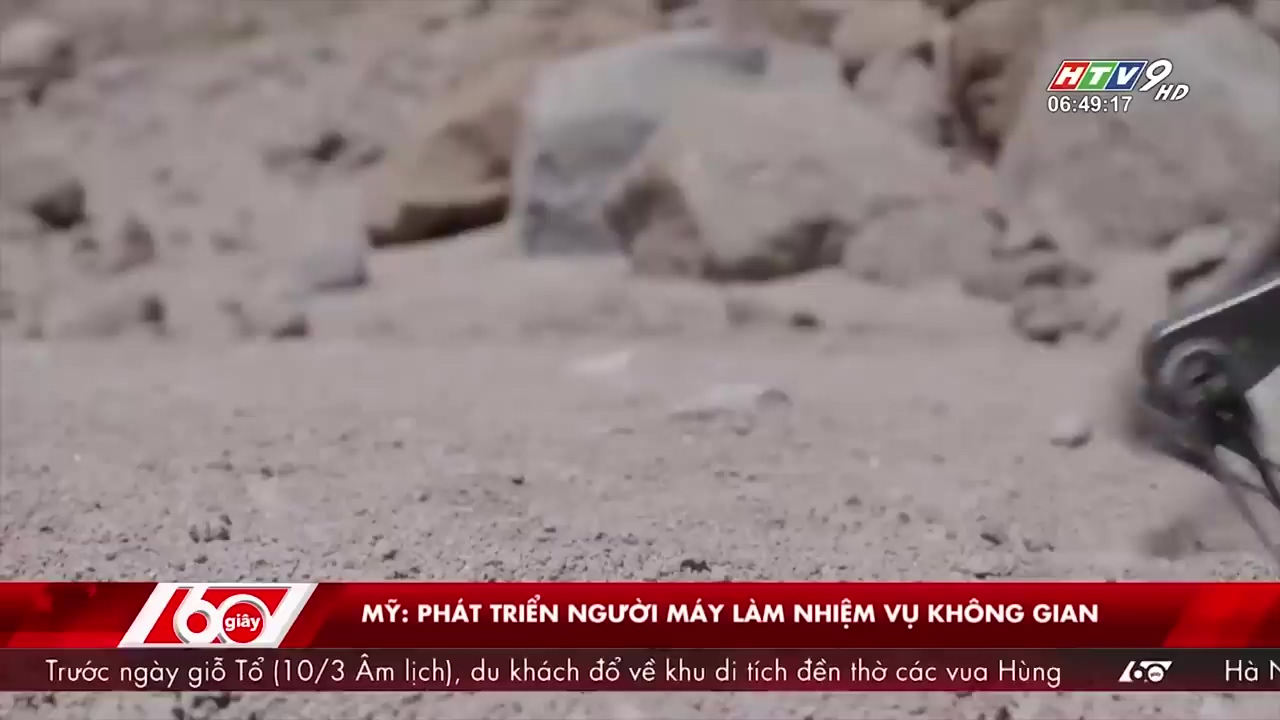 HTV9 HD
06:49:17
60 giây
MỸ: PHÁT TRIỂN NGƯỜI MÁY LÀM NHIỆM VỤ KHÔNG GIAN
Trước ngày giỗ Tổ (10/3 Âm lịch), du khách đổ về khu di tích đền thờ các vua Hùng 60 giây Hà